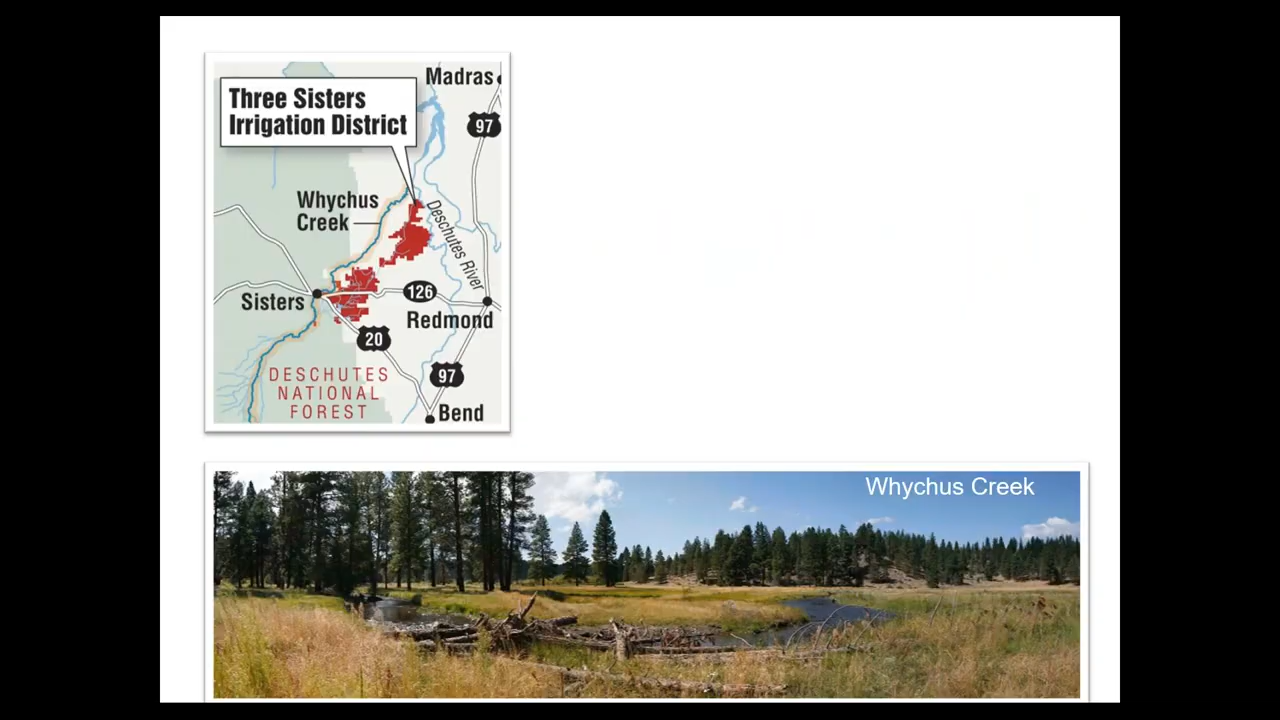 Madras
Three Sisters
Irrigation District
97
Whychus
Creek
Deschutes River
Sisters
126
Redmond
20
97
DESCHUTES
NATIONAL
FOREST
Bend
Whychus Creek